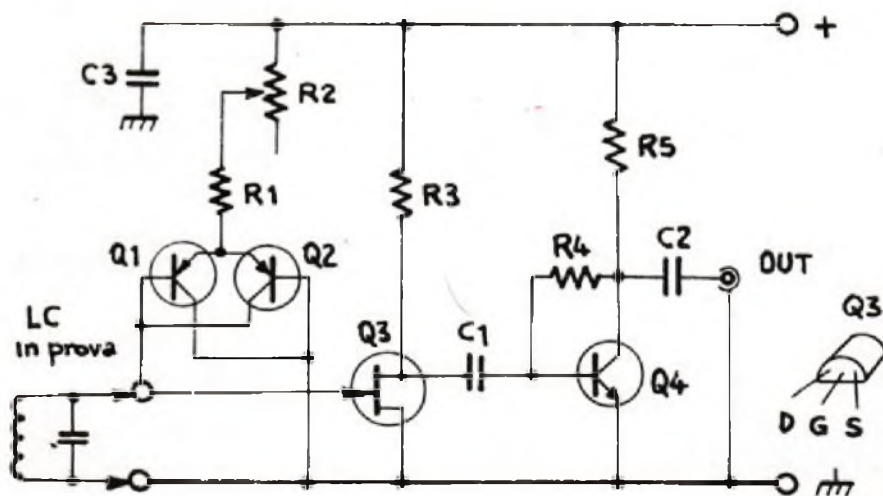 +
C3
R2
R5
R1
R3
Q1
Q2
R4
C2
OUT
Q3
LC
in prova
Q3
C1
Q4
D G S